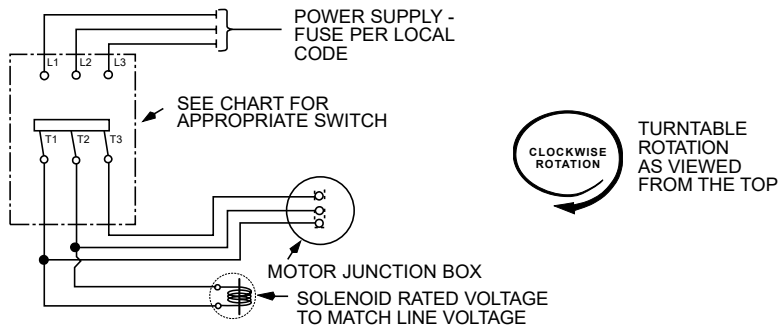 POWER SUPPLY -
FUSE PER LOCAL
CODE
L1 L2 L3
SEE CHART FOR
APPROPRIATE SWITCH
T1 T2 T3
CLOCKWISE
ROTATION
TURNTABLE
ROTATION
AS VIEWED
FROM THE TOP
MOTOR JUNCTION BOX
SOLENOID RATED VOLTAGE
TO MATCH LINE VOLTAGE